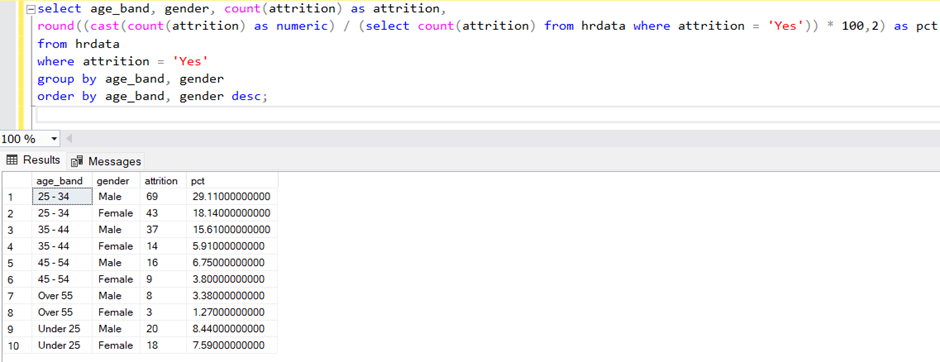 select age_band, gender, count(attrition) as attrition,
round((cast(count(attrition) as numeric) / (select count(attrition) from hrdata where attrition = 'Yes')) * 100,2) as pct
from hrdata
where attrition = 'Yes'
group by age_band, gender
order by age_band, gender desc;
100 %
Results Messages
age_band gender attrition pct
1 25 - 34 Male 69 29.11000000000
2 25 - 34 Female 43 18.14000000000
3 35 - 44 Male 37 15.61000000000
4 35 - 44 Female 14 5.91000000000
5 45 - 54 Male 16 6.75000000000
6 45 - 54 Female 9 3.80000000000
7 Over 55 Male 8 3.38000000000
8 Over 55 Female 3 1.27000000000
9 Under 25 Male 20 8.44000000000
10 Under 25 Female 18 7.59000000000